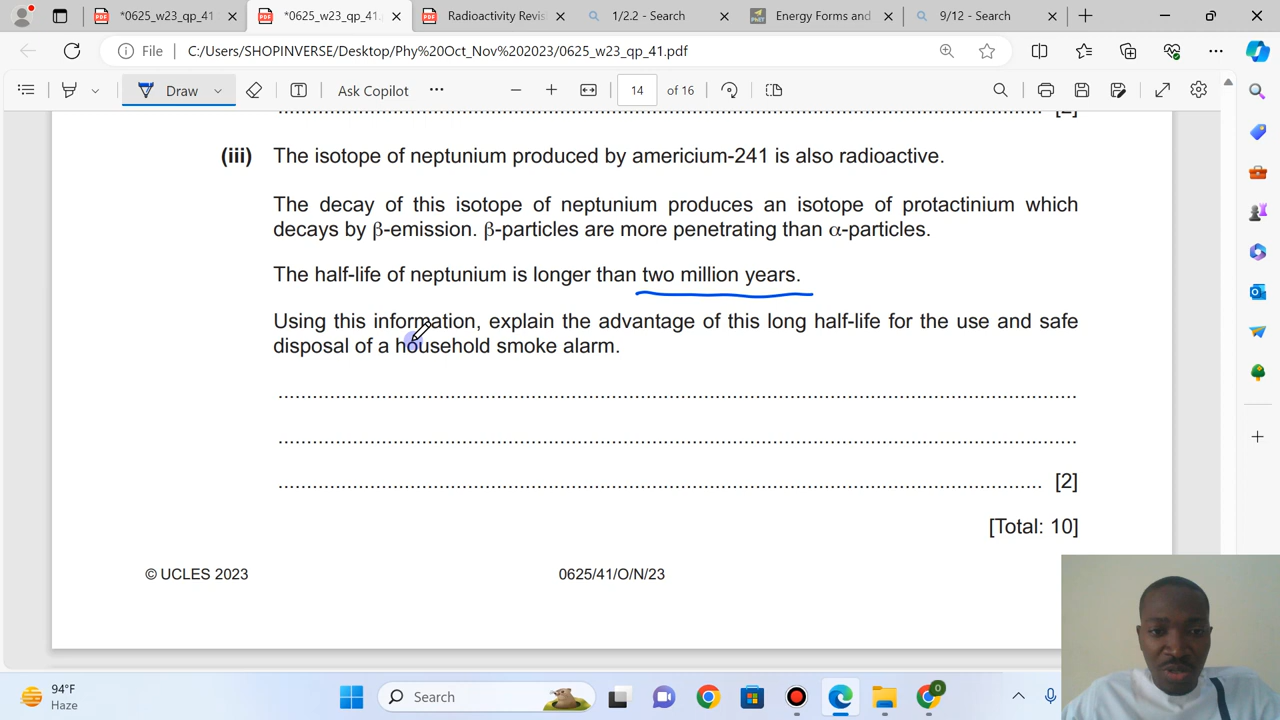 *0625_w23_qp_41
*0625_w23_qp_41.
Radioactivity Revis
1/2.2 - Search
Energy Forms and
9/12 - Search
File
C:/Users/SHOPINVERSE/Desktop/Phy%20Oct_Nov%202023/0625_w23_qp_41.pdf
Draw
Ask Copilot
14 of 16
(iii) The isotope of neptunium produced by americium-241 is also radioactive.
The decay of this isotope of neptunium produces an isotope of protactinium which
decays by β-emission. β-particles are more penetrating than α-particles.
The half-life of neptunium is longer than two million years.
Using this information, explain the advantage of this long half-life for the use and safe
disposal of a household smoke alarm.
[2]
[Total: 10]
© UCLES 2023
0625/41/O/N/23
94°F
Haze
Search
0